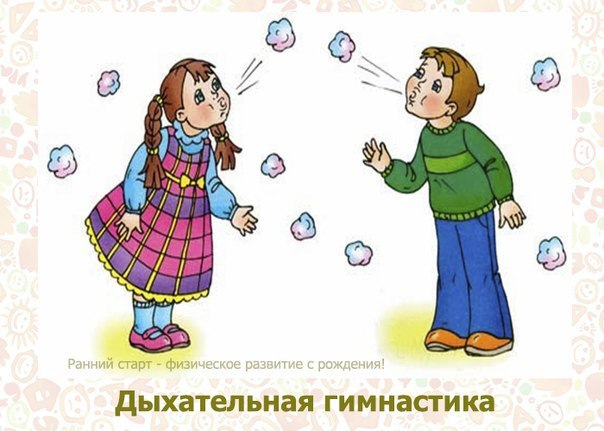 Ранний старт - физическое развитие с рождения!
Дыхательная гимнастика